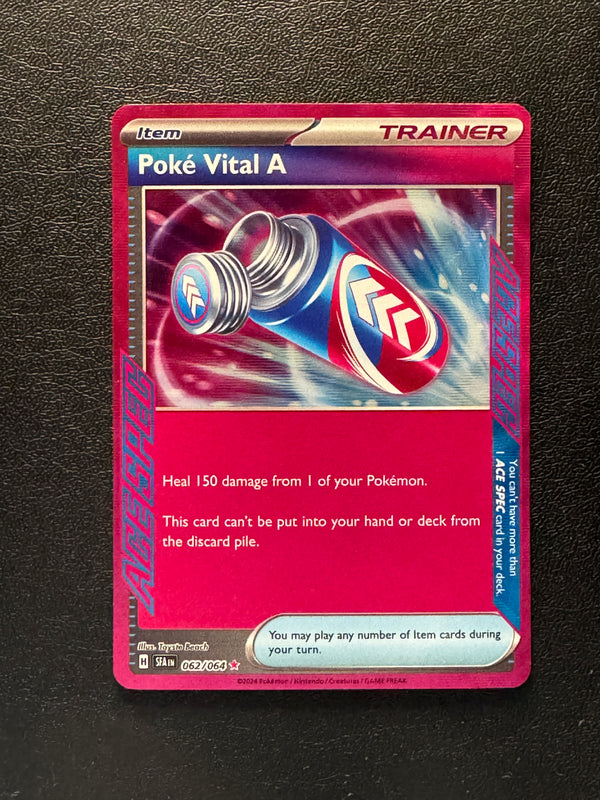 Item
TRAINER
Poké Vital A
ACE SPEC
ACE SPEC
Heal 150 damage from 1 of your Pokémon.
This card can't be put into your hand or deck from
the discard pile.
You can't have more than
1 ACE SPEC card in your deck.
You may play any number of Item cards during
your turn.
Illus. Toyste Beach
H SFA EN 062/064
©2024 Pokémon / Nintendo / Creatures / GAME FREAK